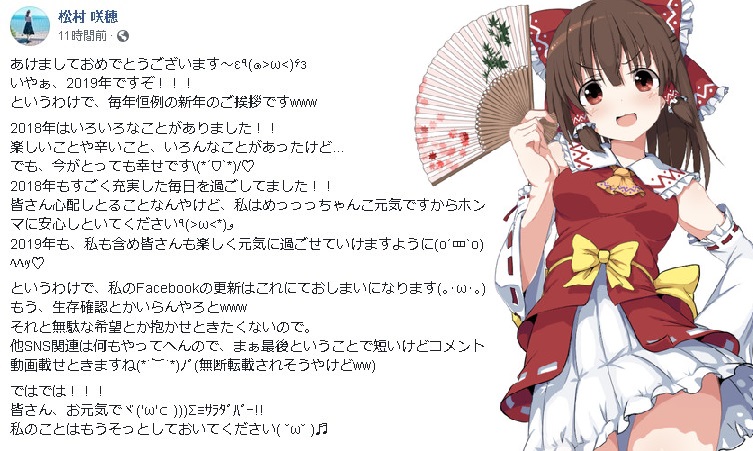 松村 咲穂
11時間前
あけましておめでとうございます〜ε٩(๑>ω<)۶з
いやぁ、2019年ですぞ！！！
というわけで、毎年恒例の新年のご挨拶ですwww
2018年はいろいろなことがありました！！
楽しいことや辛いこと、いろんなことがあったけど…
でも、今がとっても幸せです\(*´▽`*)/♡
2018年もすごく充実した毎日を過ごしてました！！
皆さん心配しとることなんやけど、私はめっっっちゃんこ元気ですからホン
マに安心しといてください٩(>ω<*)و
2019年も、私も含め皆さんも楽しく元気に過ごせていけますように(o´ㅃ`o)
ﾍﾍy♡
というわけで、私のFacebookの更新はこれにておしまいになります(｡･ω･｡)
もう、生存確認とかいらんやろとwww
それと無駄な希望とか抱かせときたくないので。
他SNS関連は何もやってへんので、まぁ最後ということで短いけどコメント
動画載せときますね(*˙︶˙*)ﾉﾞ(無断転載されそうやけどww)
ではでは！！！
皆さん、お元気でヾ('ω'⊂ )))Σ≡ｻﾗﾀﾞﾊﾞｰ!!
私のことはもうそっとしておいてください( ˘ω˘ )♬